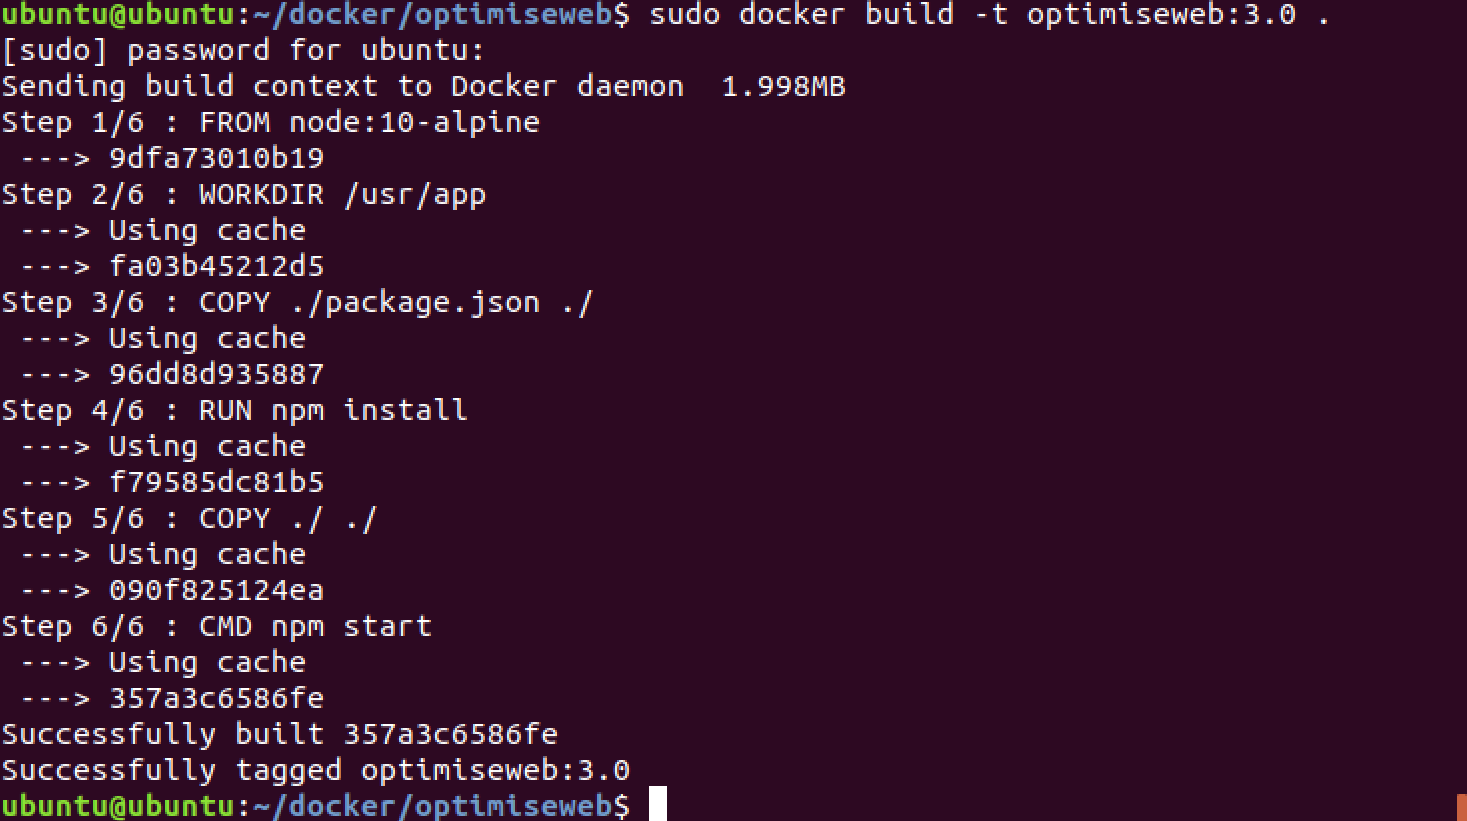 ubuntu@ubuntu:~/docker/optimiseweb$ sudo docker build -t optimiseweb:3.0 .
[sudo] password for ubuntu:
Sending build context to Docker daemon  1.998MB
Step 1/6 : FROM node:10-alpine
 ---> 9dfa73010b19
Step 2/6 : WORKDIR /usr/app
 ---> Using cache
 ---> fa03b45212d5
Step 3/6 : COPY ./package.json ./
 ---> Using cache
 ---> 96dd8d935887
Step 4/6 : RUN npm install
 ---> Using cache
 ---> f79585dc81b5
Step 5/6 : COPY ./ ./
 ---> Using cache
 ---> 090f825124ea
Step 6/6 : CMD npm start
 ---> Using cache
 ---> 357a3c6586fe
Successfully built 357a3c6586fe
Successfully tagged optimiseweb:3.0
ubuntu@ubuntu:~/docker/optimiseweb$